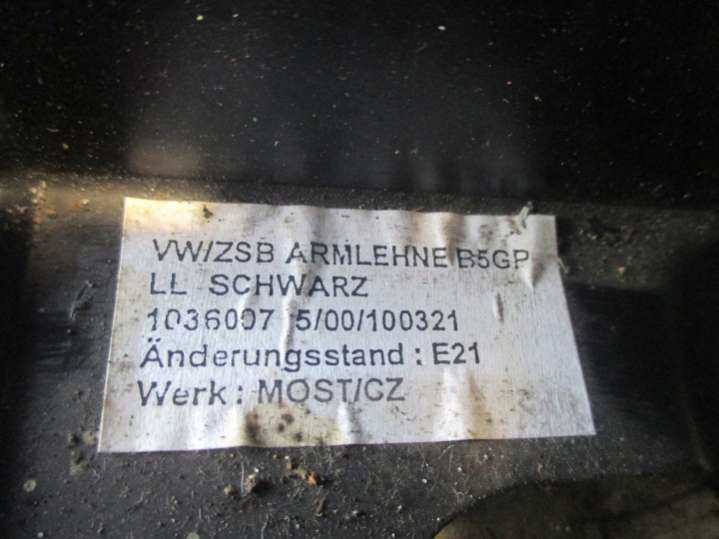 VW/ZSB ARMLEHNE B5GP
LL SCHWARZ
1036007 5/00/100321
Änderungsstand : E21
Werk : MOST/CZ